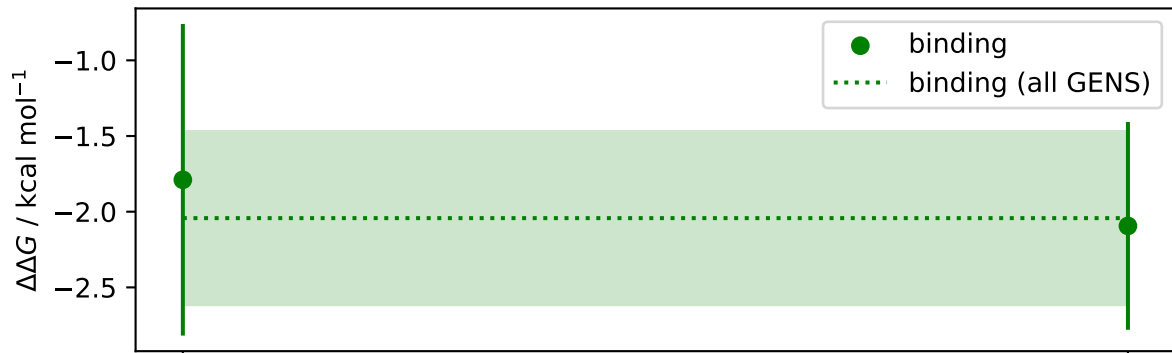 ΔΔG / kcal mol⁻¹
−1.0
−1.5
−2.0
−2.5
binding
binding (all GENS)